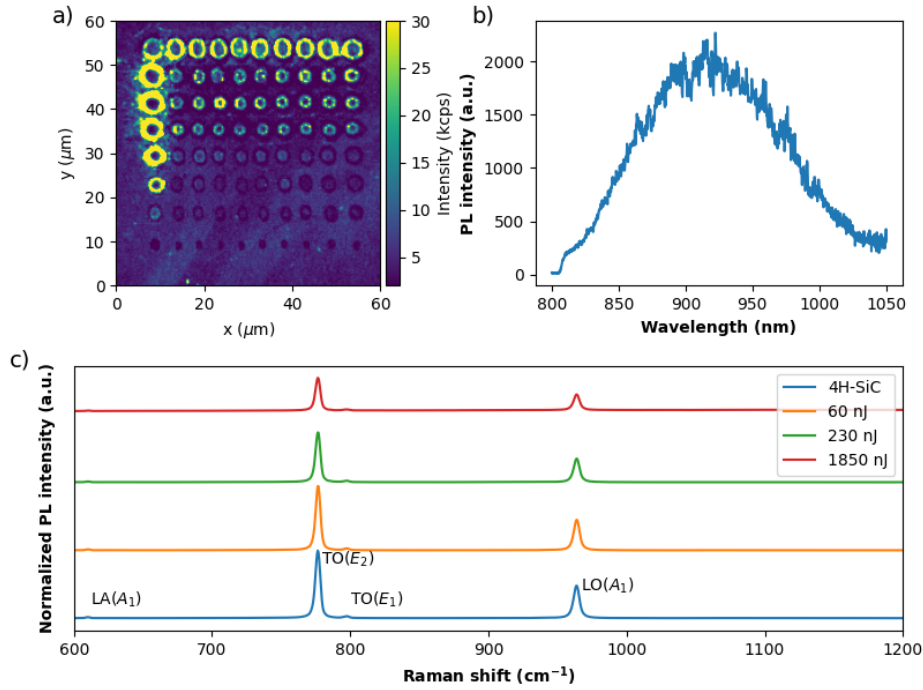 a)
60
50
40
30
20
10
0
y (μm)
0
20
40
60
x (μm)
30
25
20
15
10
5
Intensity (kcps)
b)
2000
1500
1000
500
0
PL intensity (a.u.)
800
850
900
950
1000
1050
Wavelength (nm)
c)
Normalized PL intensity (a.u.)
4H-SiC
60 nJ
230 nJ
1850 nJ
TO(E₂)
LA(A₁)
TO(E₁)
LO(A₁)
600
700
800
900
1000
1100
1200
Raman shift (cm⁻¹)